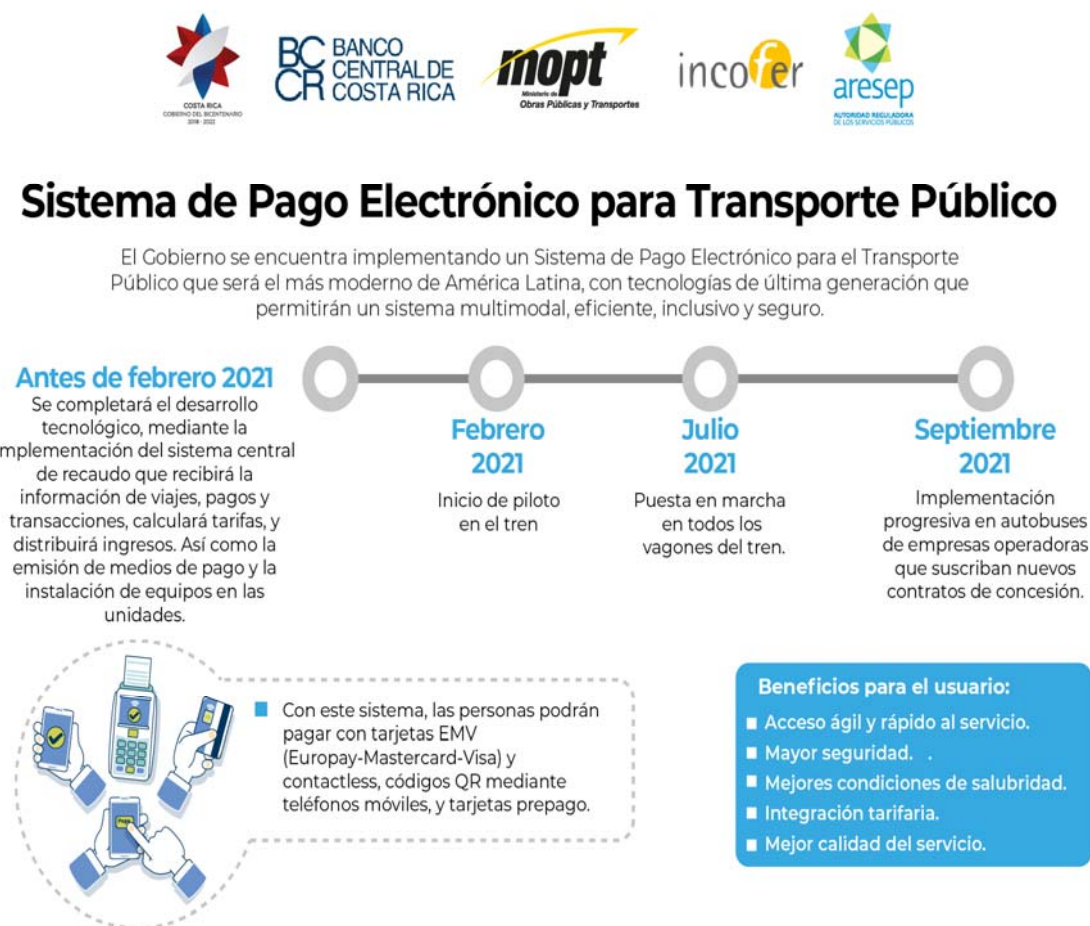 COSTA RICA
GOBIERNO DEL BICENTENARIO
2018 - 2022
BC
CR
BANCO
CENTRAL DE
COSTA RICA
mopt
Ministerio de
Obras Públicas y Transportes
incofer
aresep
AUTORIDAD REGULADORA
DE LOS SERVICIOS PÚBLICOS
Sistema de Pago Electrónico para Transporte Público
El Gobierno se encuentra implementando un Sistema de Pago Electrónico para el Transporte
Público que será el más moderno de América Latina, con tecnologías de última generación que
permitirán un sistema multimodal, eficiente, inclusivo y seguro.
Antes de febrero 2021
Se completará el desarrollo
tecnológico, mediante la
mplementación del sistema central
de recaudo que recibirá la
información de viajes, pagos y
transacciones, calculará tarifas, y
distribuirá ingresos. Así como la
emisión de medios de pago y la
instalación de equipos en las
unidades.
Febrero
2021
Inicio de piloto
en el tren
Julio
2021
Puesta en marcha
en todos los
vagones del tren.
Septiembre
2021
Implementación
progresiva en autobuses
de empresas operadoras
que suscriban nuevos
contratos de concesión.
Con este sistema, las personas podrán
pagar con tarjetas EMV
(Europay-Mastercard-Visa) y
contactless, códigos QR mediante
teléfonos móviles, y tarjetas prepago.
Beneficios para el usuario:
Acceso ágil y rápido al servicio.
Mayor seguridad. .
Mejores condiciones de salubridad.
Integración tarifaria.
Mejor calidad del servicio.